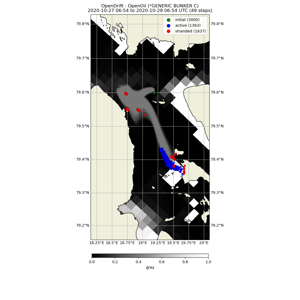 OpenDrift - OpenOil (*GENERIC BUNKER C)
2020-10-27 06:54 to 2020-10-29 06:54 UTC (49 steps)
initial (3000)
active (1363)
stranded (1637)
79.8°N
79.8°N
79.7°N
79.7°N
79.6°N
79.6°N
79.5°N
79.5°N
79.4°N
79.4°N
79.3°N
79.3°N
79.2°N
79.2°N
18.25°E 18.5°E 18.75°E 19°E 19.25°E 19.5°E 19.75°E 20°E
0.0 0.2 0.4 0.6 0.8 1.0
gray